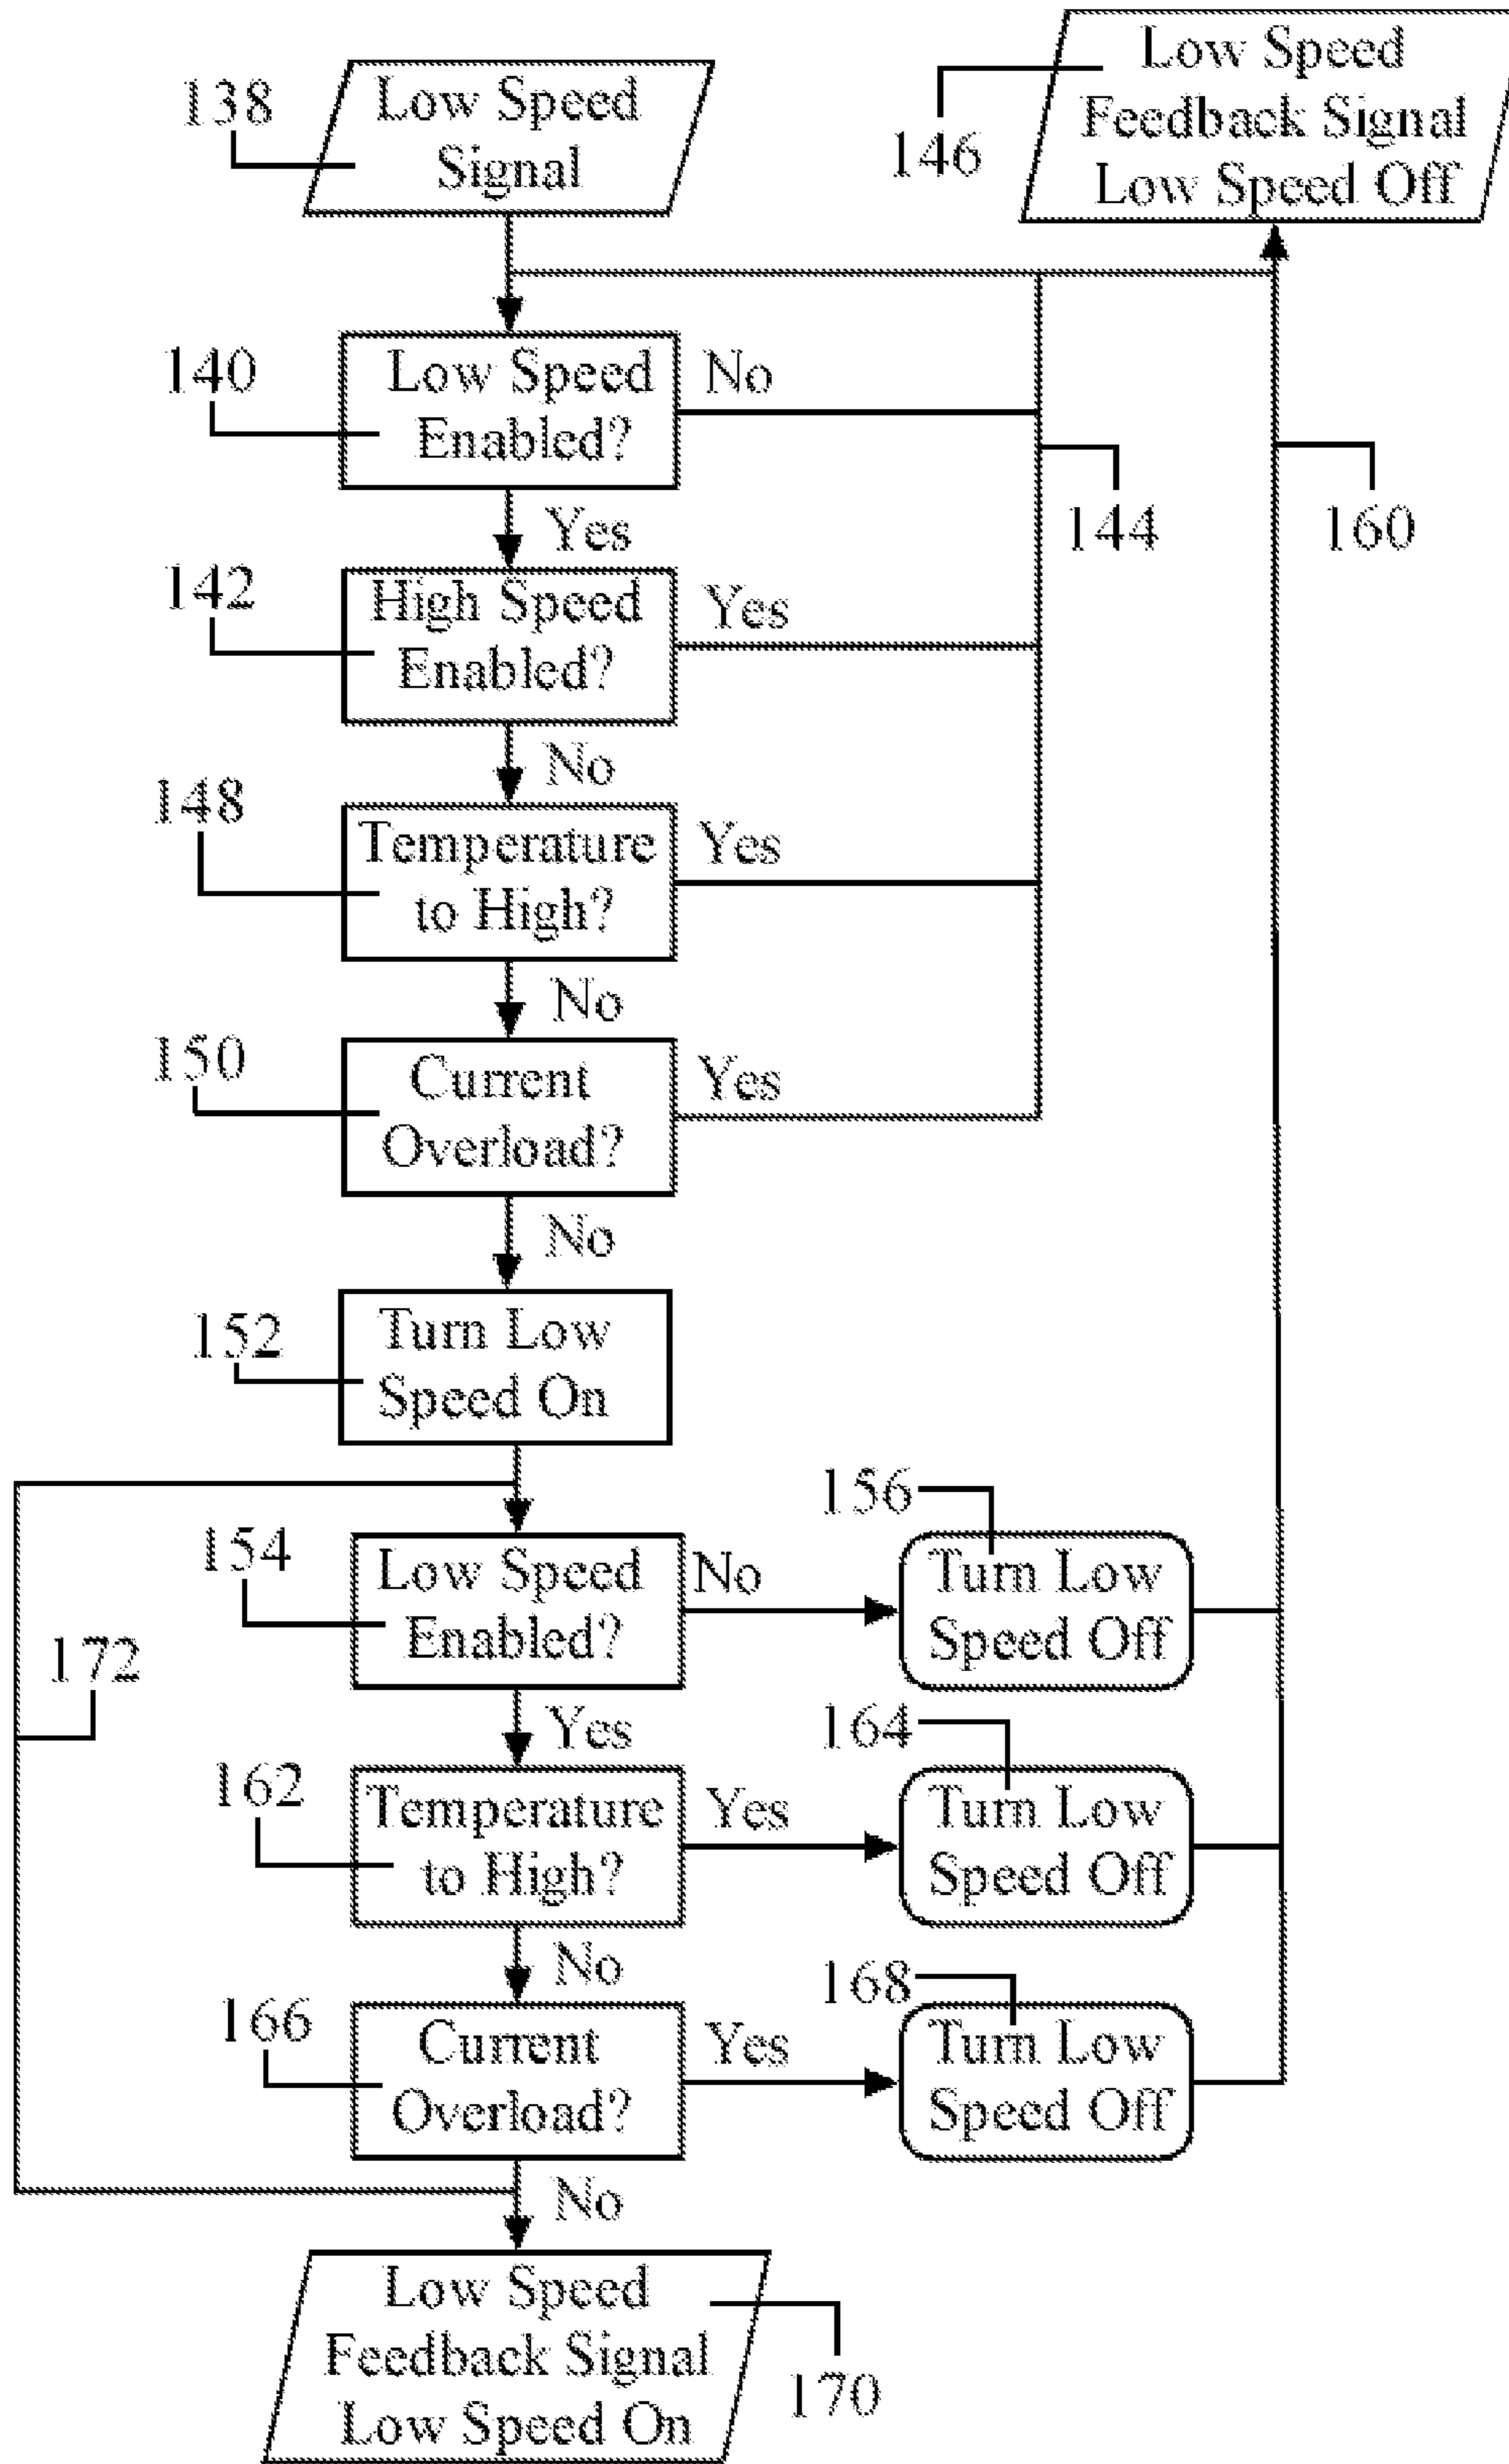 138
Low Speed
Signal
146
Low Speed
Feedback Signal
Low Speed Off
140
Low Speed
Enabled?
No
Yes
144
160
142
High Speed
Enabled?
Yes
No
148
Temperature
to High?
Yes
No
150
Current
Overload?
Yes
No
152
Turn Low
Speed On
154
Low Speed
Enabled?
No
156
Turn Low
Speed Off
172
Yes
162
Temperature
to High?
Yes
164
Turn Low
Speed Off
No
166
Current
Overload?
Yes
168
Turn Low
Speed Off
No
Low Speed
Feedback Signal
Low Speed On
170